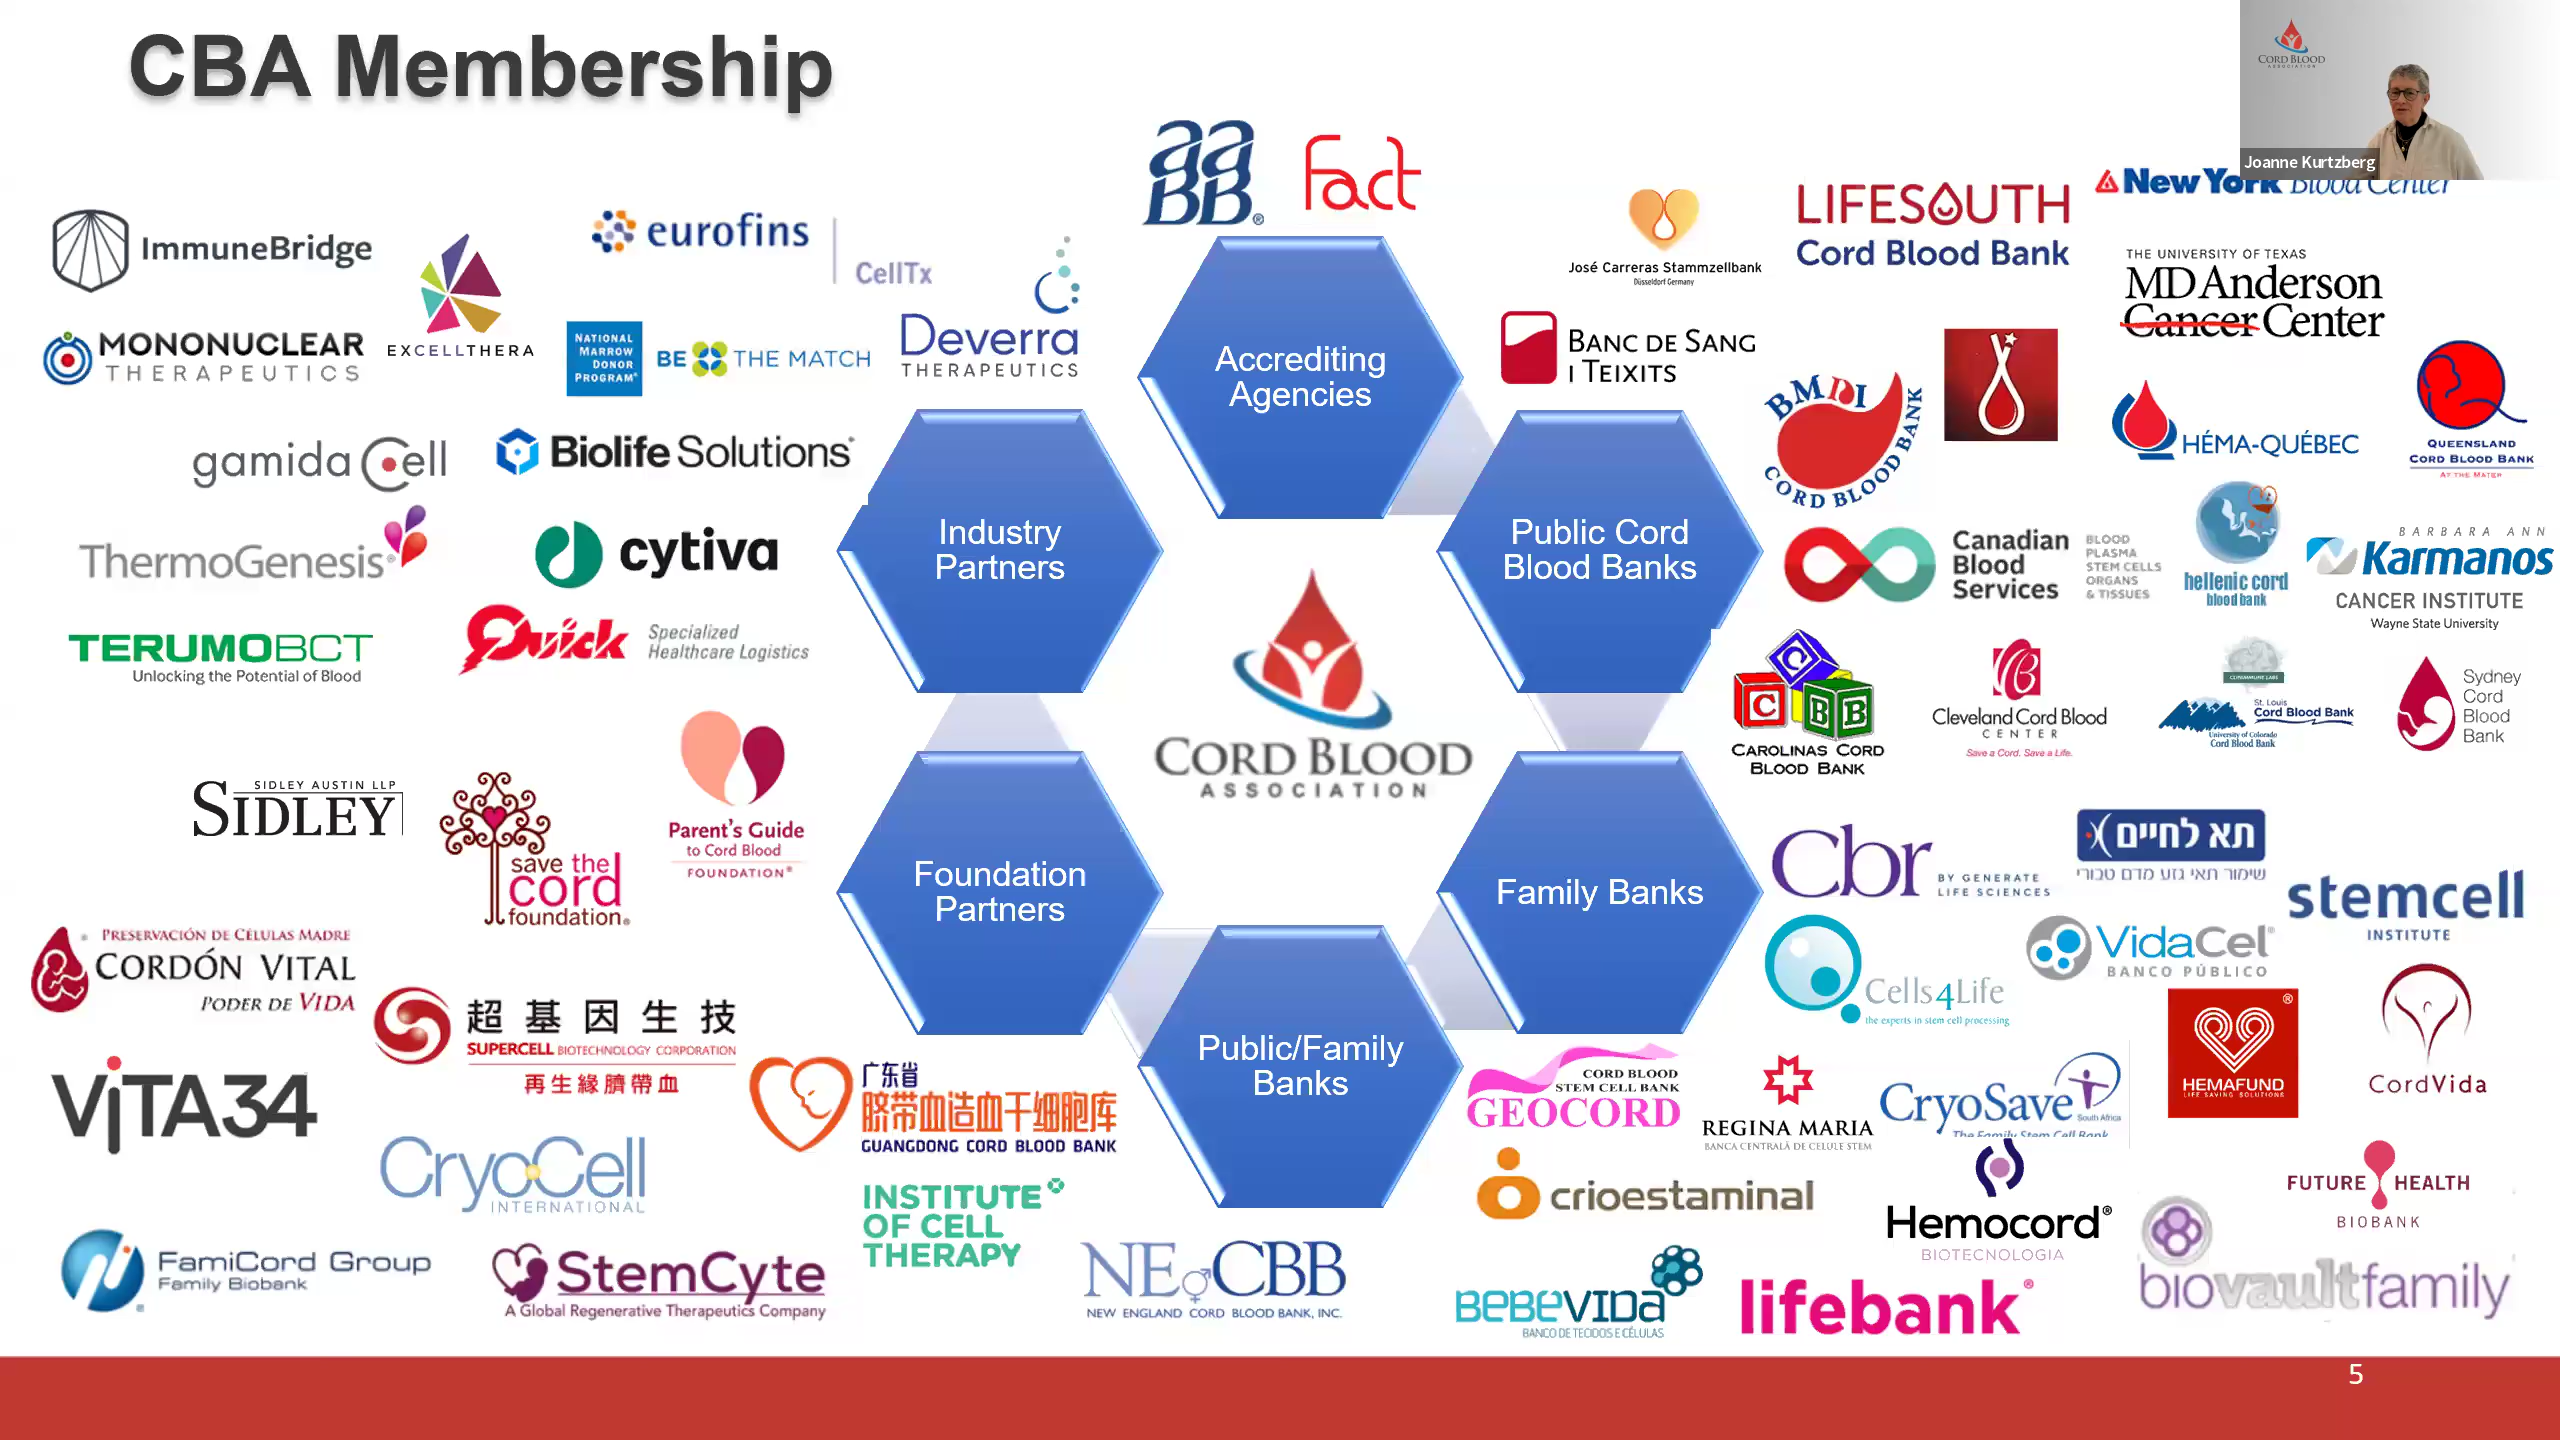 CBA Membership
CORD BLOOD
ASSOCIATION
Joanne Kurtzberg
aaBB®
Fact
New York Blood Center
ImmuneBridge
EXCELLTHERA
eurofins
CellTx
MONONUCLEAR
THERAPEUTICS
NATIONAL
MARROW
DONOR
PROGRAM®
BE THE MATCH
Deverra
THERAPEUTICS
gamida Cell
Biolife Solutions®
ThermoGenesis®
cytiva
TERUMOBCT
Unlocking the Potential of Blood
Quick
Specialized
Healthcare Logistics
Accrediting
Agencies
Industry
Partners
Public Cord
Blood Banks
Foundation
Partners
Family Banks
Public/Family
Banks
CORD BLOOD
ASSOCIATION
José Carreras Stammzellbank
Düsseldorf Germany
LIFESOUTH
Cord Blood Bank
THE UNIVERSITY OF TEXAS
MD Anderson
Cancer Center
BANC DE SANG
I TEIXITS
BMDI
CORD BLOOD BANK
HÉMA-QUÉBEC
QUEENSLAND
CORD BLOOD BANK
AT THE MATER
Canadian
Blood
Services
BLOOD
PLASMA
STEM CELLS
ORGANS
& TISSUES
hellenic cord
blood bank
BARBARA ANN
Karmanos
CANCER INSTITUTE
Wayne State University
C
C B B
CAROLINAS CORD
BLOOD BANK
Cleveland Cord Blood
CENTER
Save a Cord. Save a Life.
CLINIMMUNE LABS
St. Louis
Cord Blood Bank
University of Colorado
Cord Blood Bank
Sydney
Cord
Blood
Bank
SIDLEY AUSTIN LLP
SIDLEY
save the
cord
foundation®
Parent's Guide
to Cord Blood
FOUNDATION®
PRESERVACIÓN DE CÉLULAS MADRE
CORDÓN VITAL
PODER DE VIDA
超基因生技
SUPERCELL BIOTECHNOLOGY CORPORATION
再生緣臍帶血
ViTA34
广东省
脐带血造血干细胞库
GUANGDONG CORD BLOOD BANK
CryoCell
INTERNATIONAL
INSTITUTE
OF CELL
THERAPY
FamiCord Group
Family Biobank
StemCyte
A Global Regenerative Therapeutics Company
NECBB
NEW ENGLAND CORD BLOOD BANK, INC.
Cbr
BY GENERATE
LIFE SCIENCES
תא לחיים
שימור תאי גזע מדם טבורי
stemcell
INSTITUTE
Cells4Life
the experts in stem cell processing
VidaCel®
BANCO PÚBLICO
HEMAFUND
LIFE SAVING SOLUTIONS
CordVida
CORD BLOOD
STEM CELL BANK
GEOCORD
REGINA MARIA
BANCA CENTRALĂ DE CELULE STEM
CryoSave
South Africa
The Family Stem Cell Bank
crioestaminal
Hemocord®
BIOTECNOLOGIA
FUTURE HEALTH
BIOBANK
BEBEVIDA
BANCO DE TECIDOS E CÉLULAS
lifebank®
biovaultfamily
5